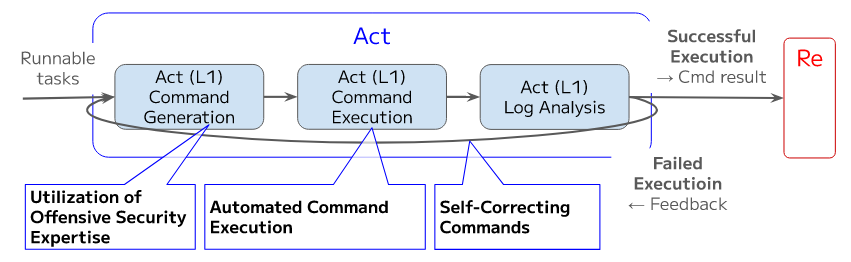 Act
Runnable
tasks
Act (L1)
Command
Generation
Act (L1)
Command
Execution
Act (L1)
Log Analysis
Successful
Execution
→ Cmd result
Re
Failed
Executioin
← Feedback
Utilization of
Offensive Security
Expertise
Automated Command
Execution
Self-Correcting
Commands